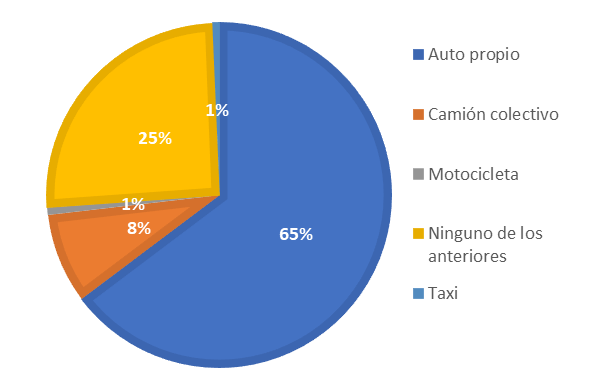 1%
25%
1%
8%
65%
Auto propio
Camión colectivo
Motocicleta
Ninguno de los
anteriores
Taxi